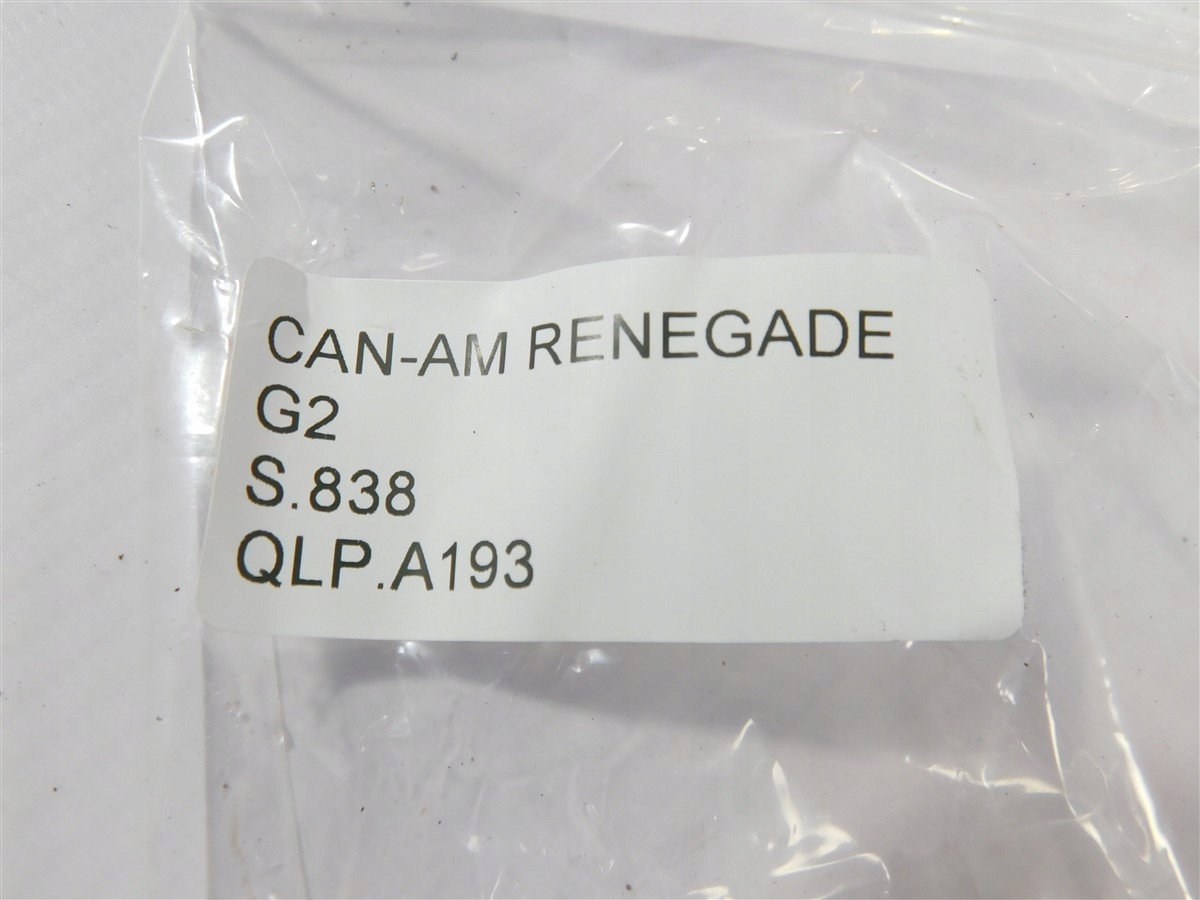 CAN-AM RENEGADE
G2
S.838
QLP.A193